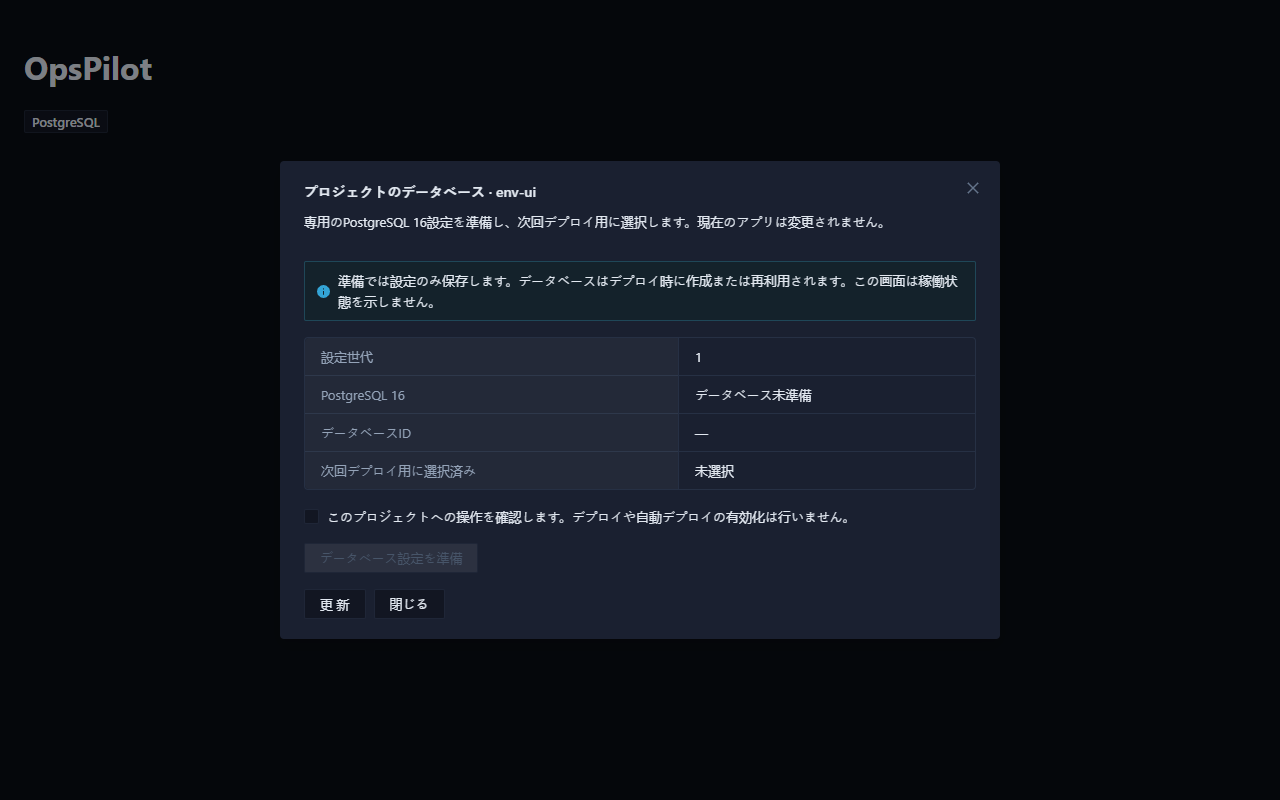 OpsPilot
PostgreSQL
プロジェクトのデータベース · env-ui
専用のPostgreSQL 16設定を準備し、次回デプロイ用に選択します。現在のアプリは変更されません。
準備では設定のみ保存します。データベースはデプロイ時に作成または再利用されます。この画面は稼働状
態を示しません。
設定世代 1
PostgreSQL 16 データベース未準備
データベースID —
次回デプロイ用に選択済み 未選択
このプロジェクトへの操作を確認します。デプロイや自動デプロイの有効化は行いません。
データベース設定を準備
更 新 閉じる